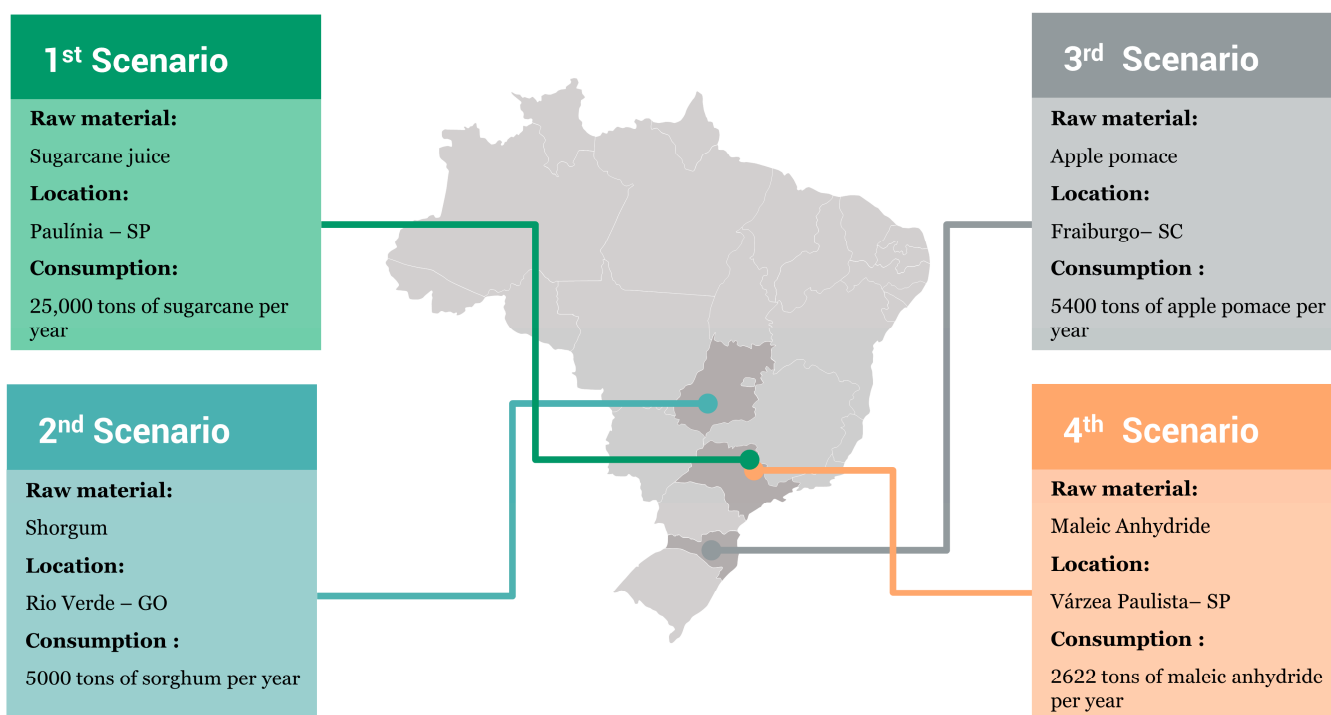 1st Scenario
Raw material:
Sugarcane juice
Location:
Paulínia – SP
Consumption:
25,000 tons of sugarcane per
year
2nd Scenario
Raw material:
Shorgum
Location:
Rio Verde – GO
Consumption :
5000 tons of sorghum per year
3rd Scenario
Raw material:
Apple pomace
Location:
Fraiburgo– SC
Consumption :
5400 tons of apple pomace per
year
4th Scenario
Raw material:
Maleic Anhydride
Location:
Várzea Paulista– SP
Consumption :
2622 tons of maleic anhydride
per year